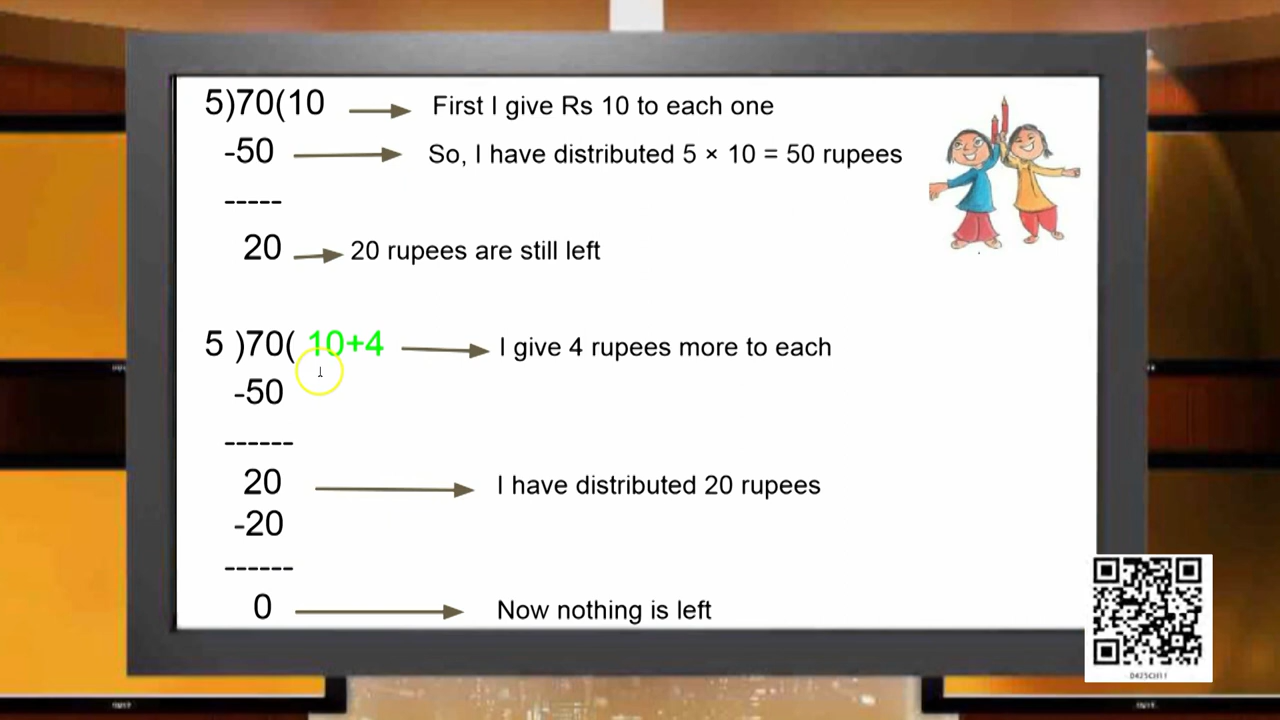 5)70(10 First I give Rs 10 to each one
-50 So, I have distributed 5 × 10 = 50 rupees
-----
20 20 rupees are still left
5 )70( 10+4 I give 4 rupees more to each
-50
------
20 I have distributed 20 rupees
-20
------
0 Now nothing is left
0425CH11